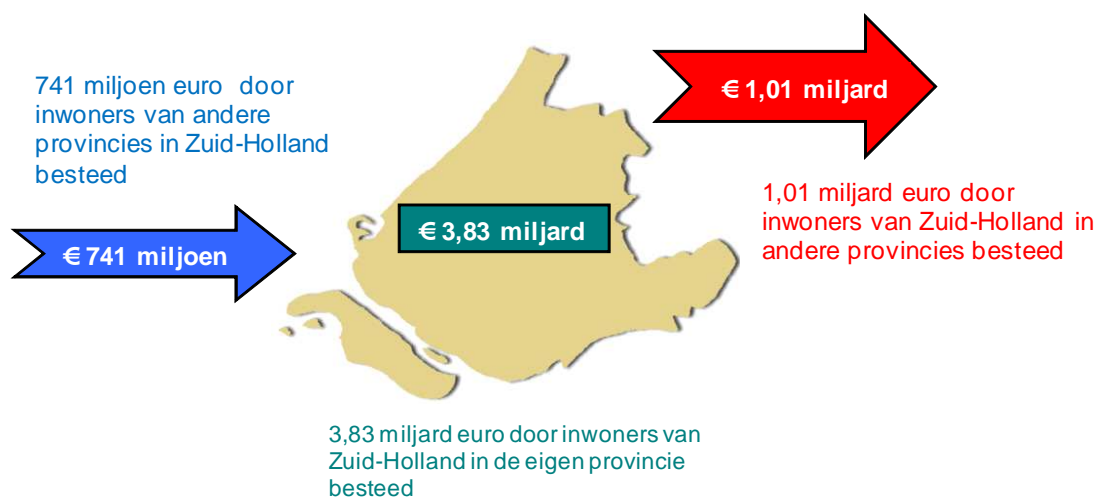 741 miljoen euro door
inwoners van andere
provincies in Zuid-Holland
besteed
€ 741 miljoen
€ 3,83 miljard
€ 1,01 miljard
1,01 miljard euro door
inwoners van Zuid-Holland in
andere provincies besteed
3,83 miljard euro door inwoners van
Zuid-Holland in de eigen provincie
besteed